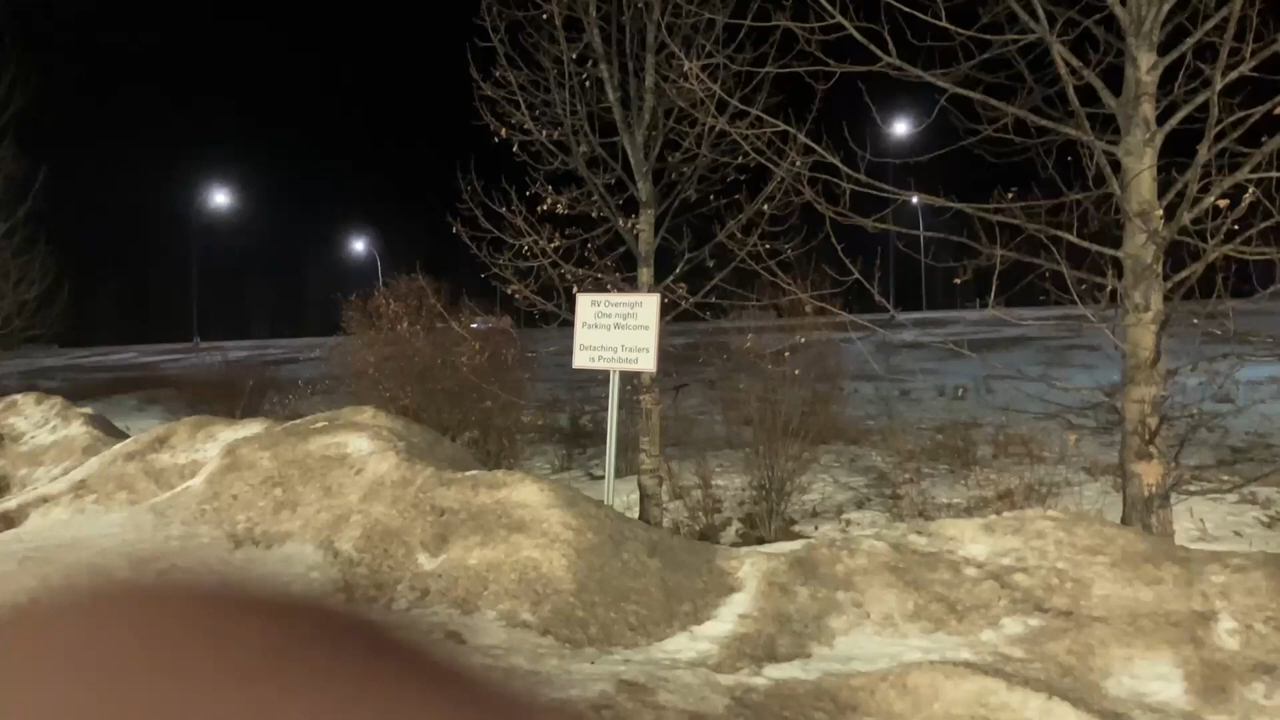 RV Overnight
(One night)
Parking Welcome
Detaching Trailers
is Prohibited